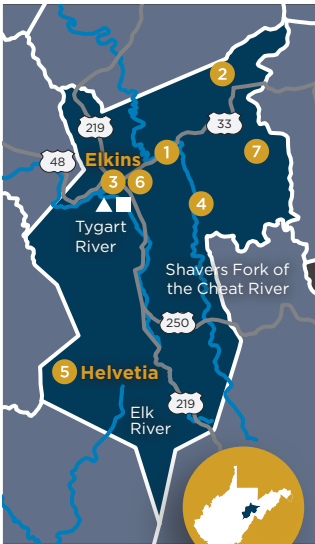 2
219
33
48
Elkins
1
7
3
6
4
Tygart
River
Shavers Fork of
the Cheat River
250
5
Helvetia
219
Elk
River